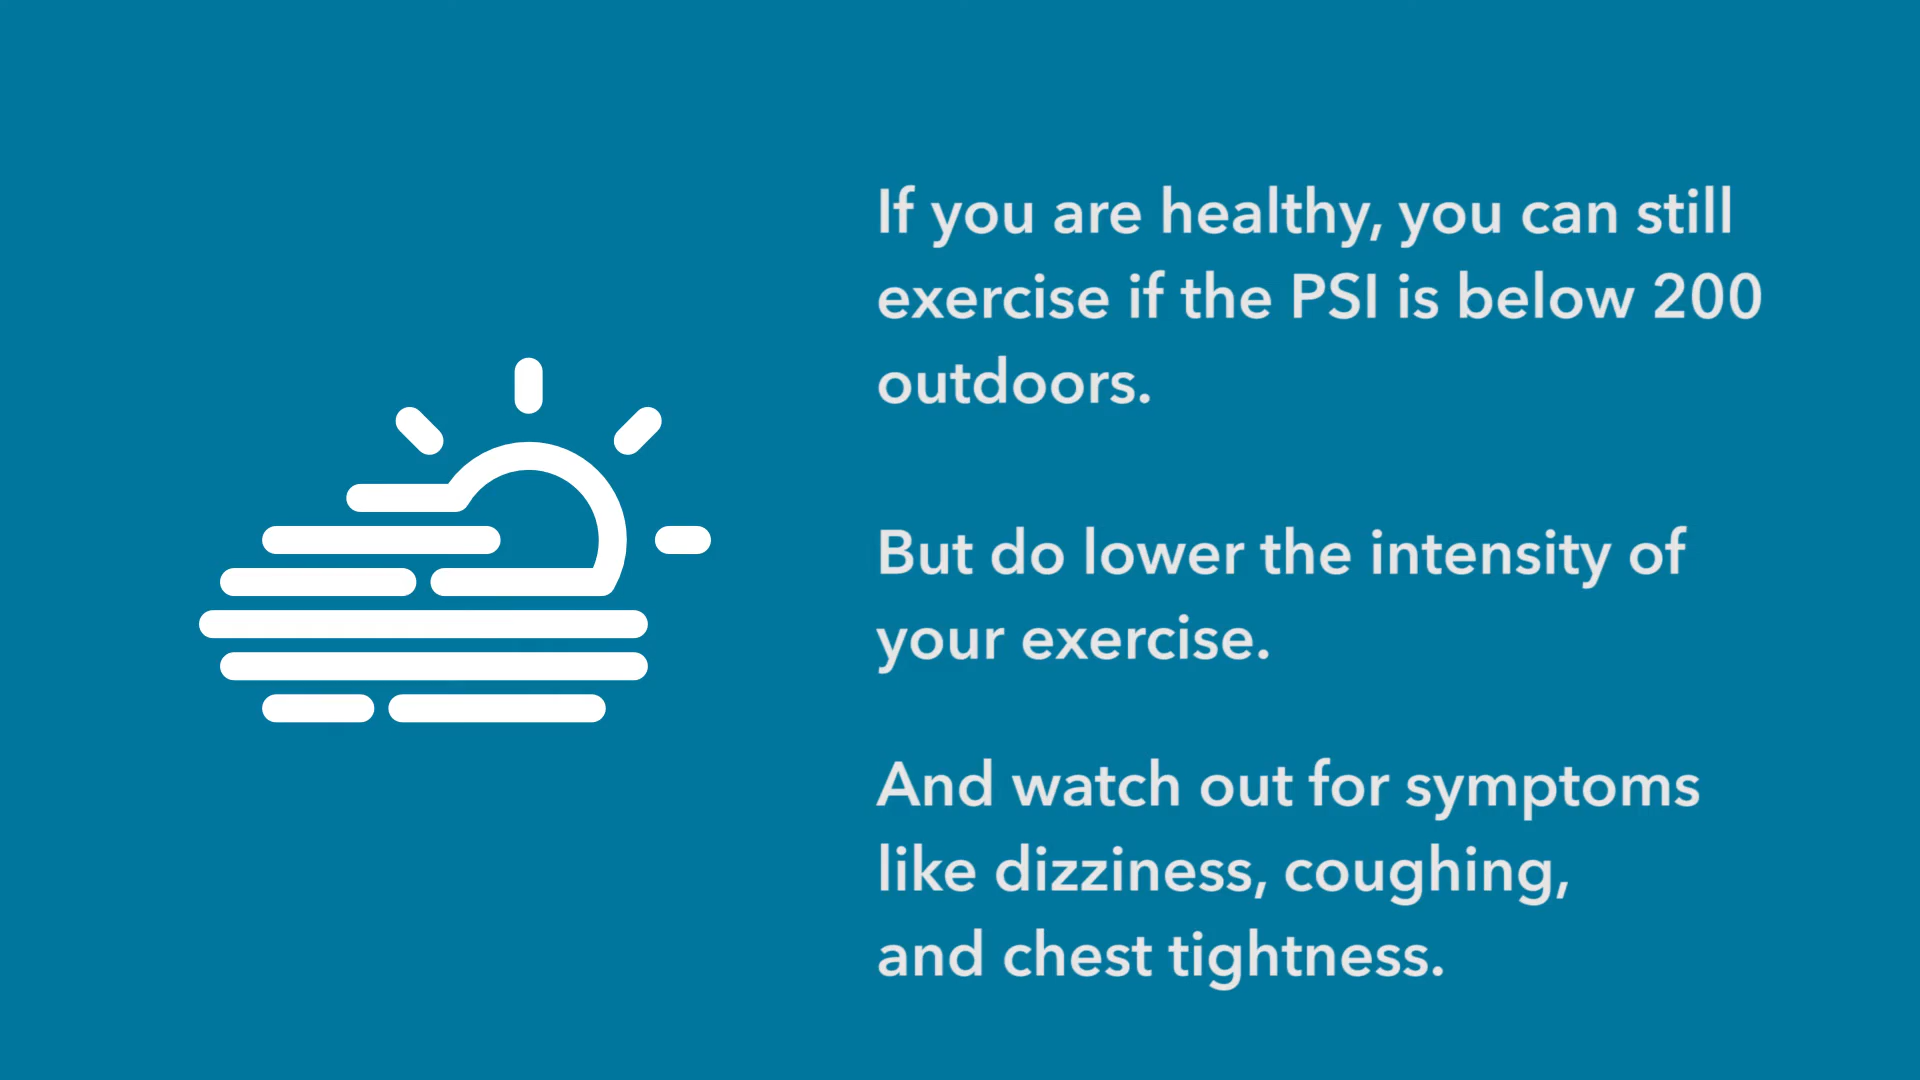 If you are healthy, you can still
exercise if the PSI is below 200
outdoors.
But do lower the intensity of
your exercise.
And watch out for symptoms
like dizziness, coughing,
and chest tightness.